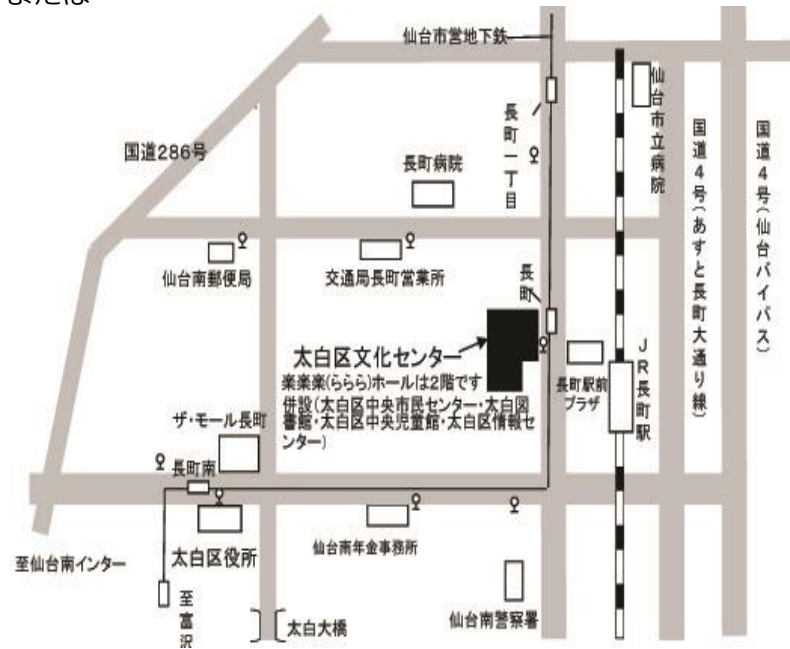 または
仙台市営地下鉄
国道286号
長町一丁目
長町病院
仙台市立病院
国道4号(あすと長町大通り線)
国道4号(仙台バイパス)
仙台南郵便局
交通局長町営業所
長町
太白区文化センター
楽楽楽(ららら)ホールは2階です
併設(太白区中央市民センター・太白図
書館・太白区中央児童館・太白区情報セ
ンター)
長町駅前
プラザ
JR長町駅
ザ・モール長町
長町南
太白区役所
仙台南年金事務所
至仙台南インター
至富沢
太白大橋
仙台南警察署